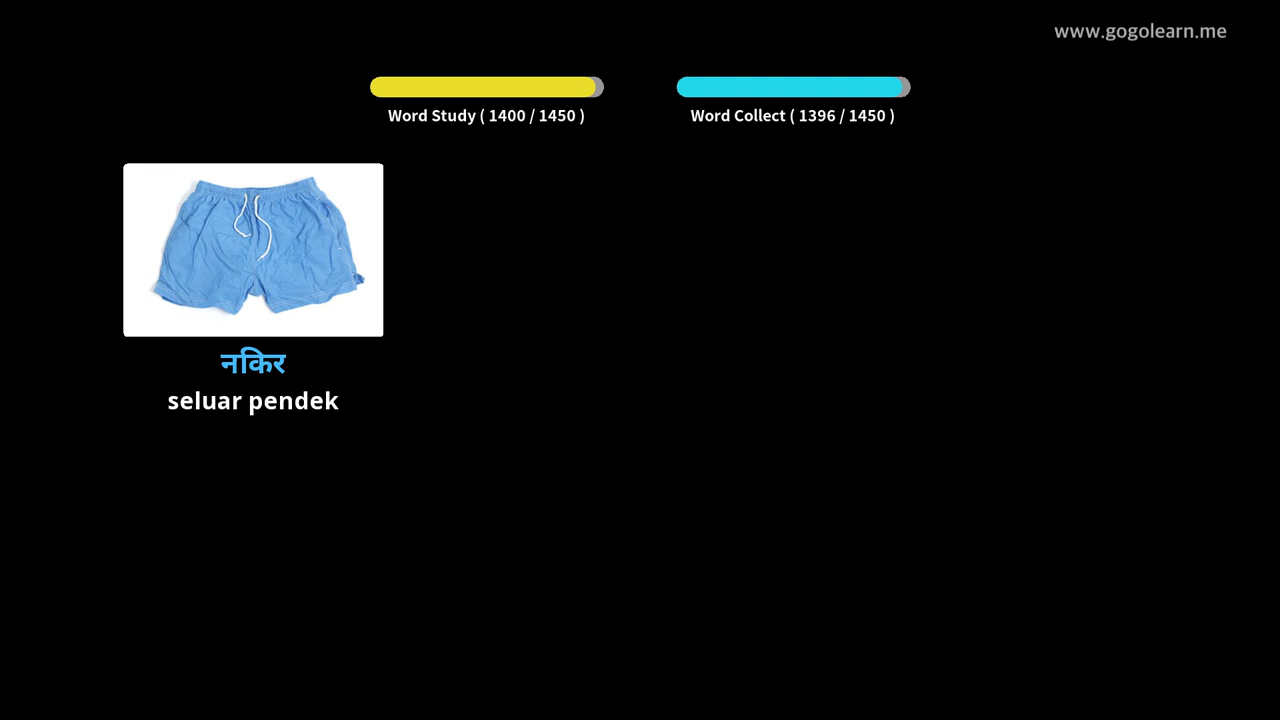 www.gogolearn.me
Word Study ( 1400 / 1450 )
Word Collect ( 1396 / 1450 )
नकिर
seluar pendek